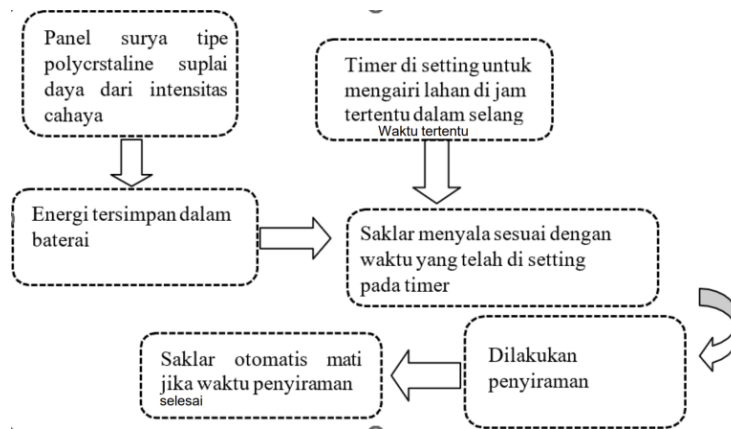 Panel surya tipe
polycrstaline suplai
daya dari intensitas
cahaya
Timer di setting untuk
mengairi lahan di jam
tertentu dalam selang
Waktu tertentu
Energi tersimpan dalam
baterai
Saklar menyala sesuai dengan
waktu yang telah di setting
pada timer
Dilakukan
penyiraman
Saklar otomatis mati
jika waktu penyiraman
selesai